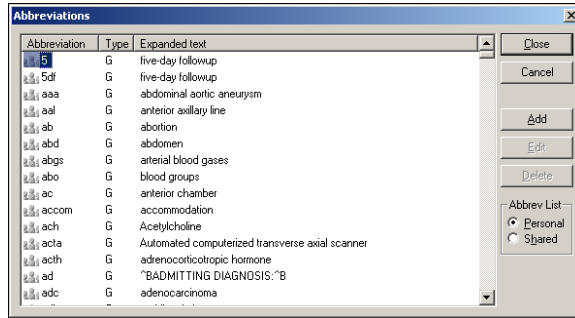 Abbreviations
Abbreviation Type Expanded text
5 G five-day followup
5df G five-day followup
aaa G abdominal aortic aneurysm
aal G anterior axillary line
ab G abortion
abd G abdomen
abgs G arterial blood gases
abo G blood groups
ac G anterior chamber
accom G accommodation
ach G Acetylcholine
acta G Automated computerized transverse axial scanner
acth G adrenocorticotropic hormone
ad G ^BADMITTING DIAGNOSIS:^B
adc G adenocarcinoma
Close
Cancel
Add
Edit
Delete
Abbrev List
Personal
Shared